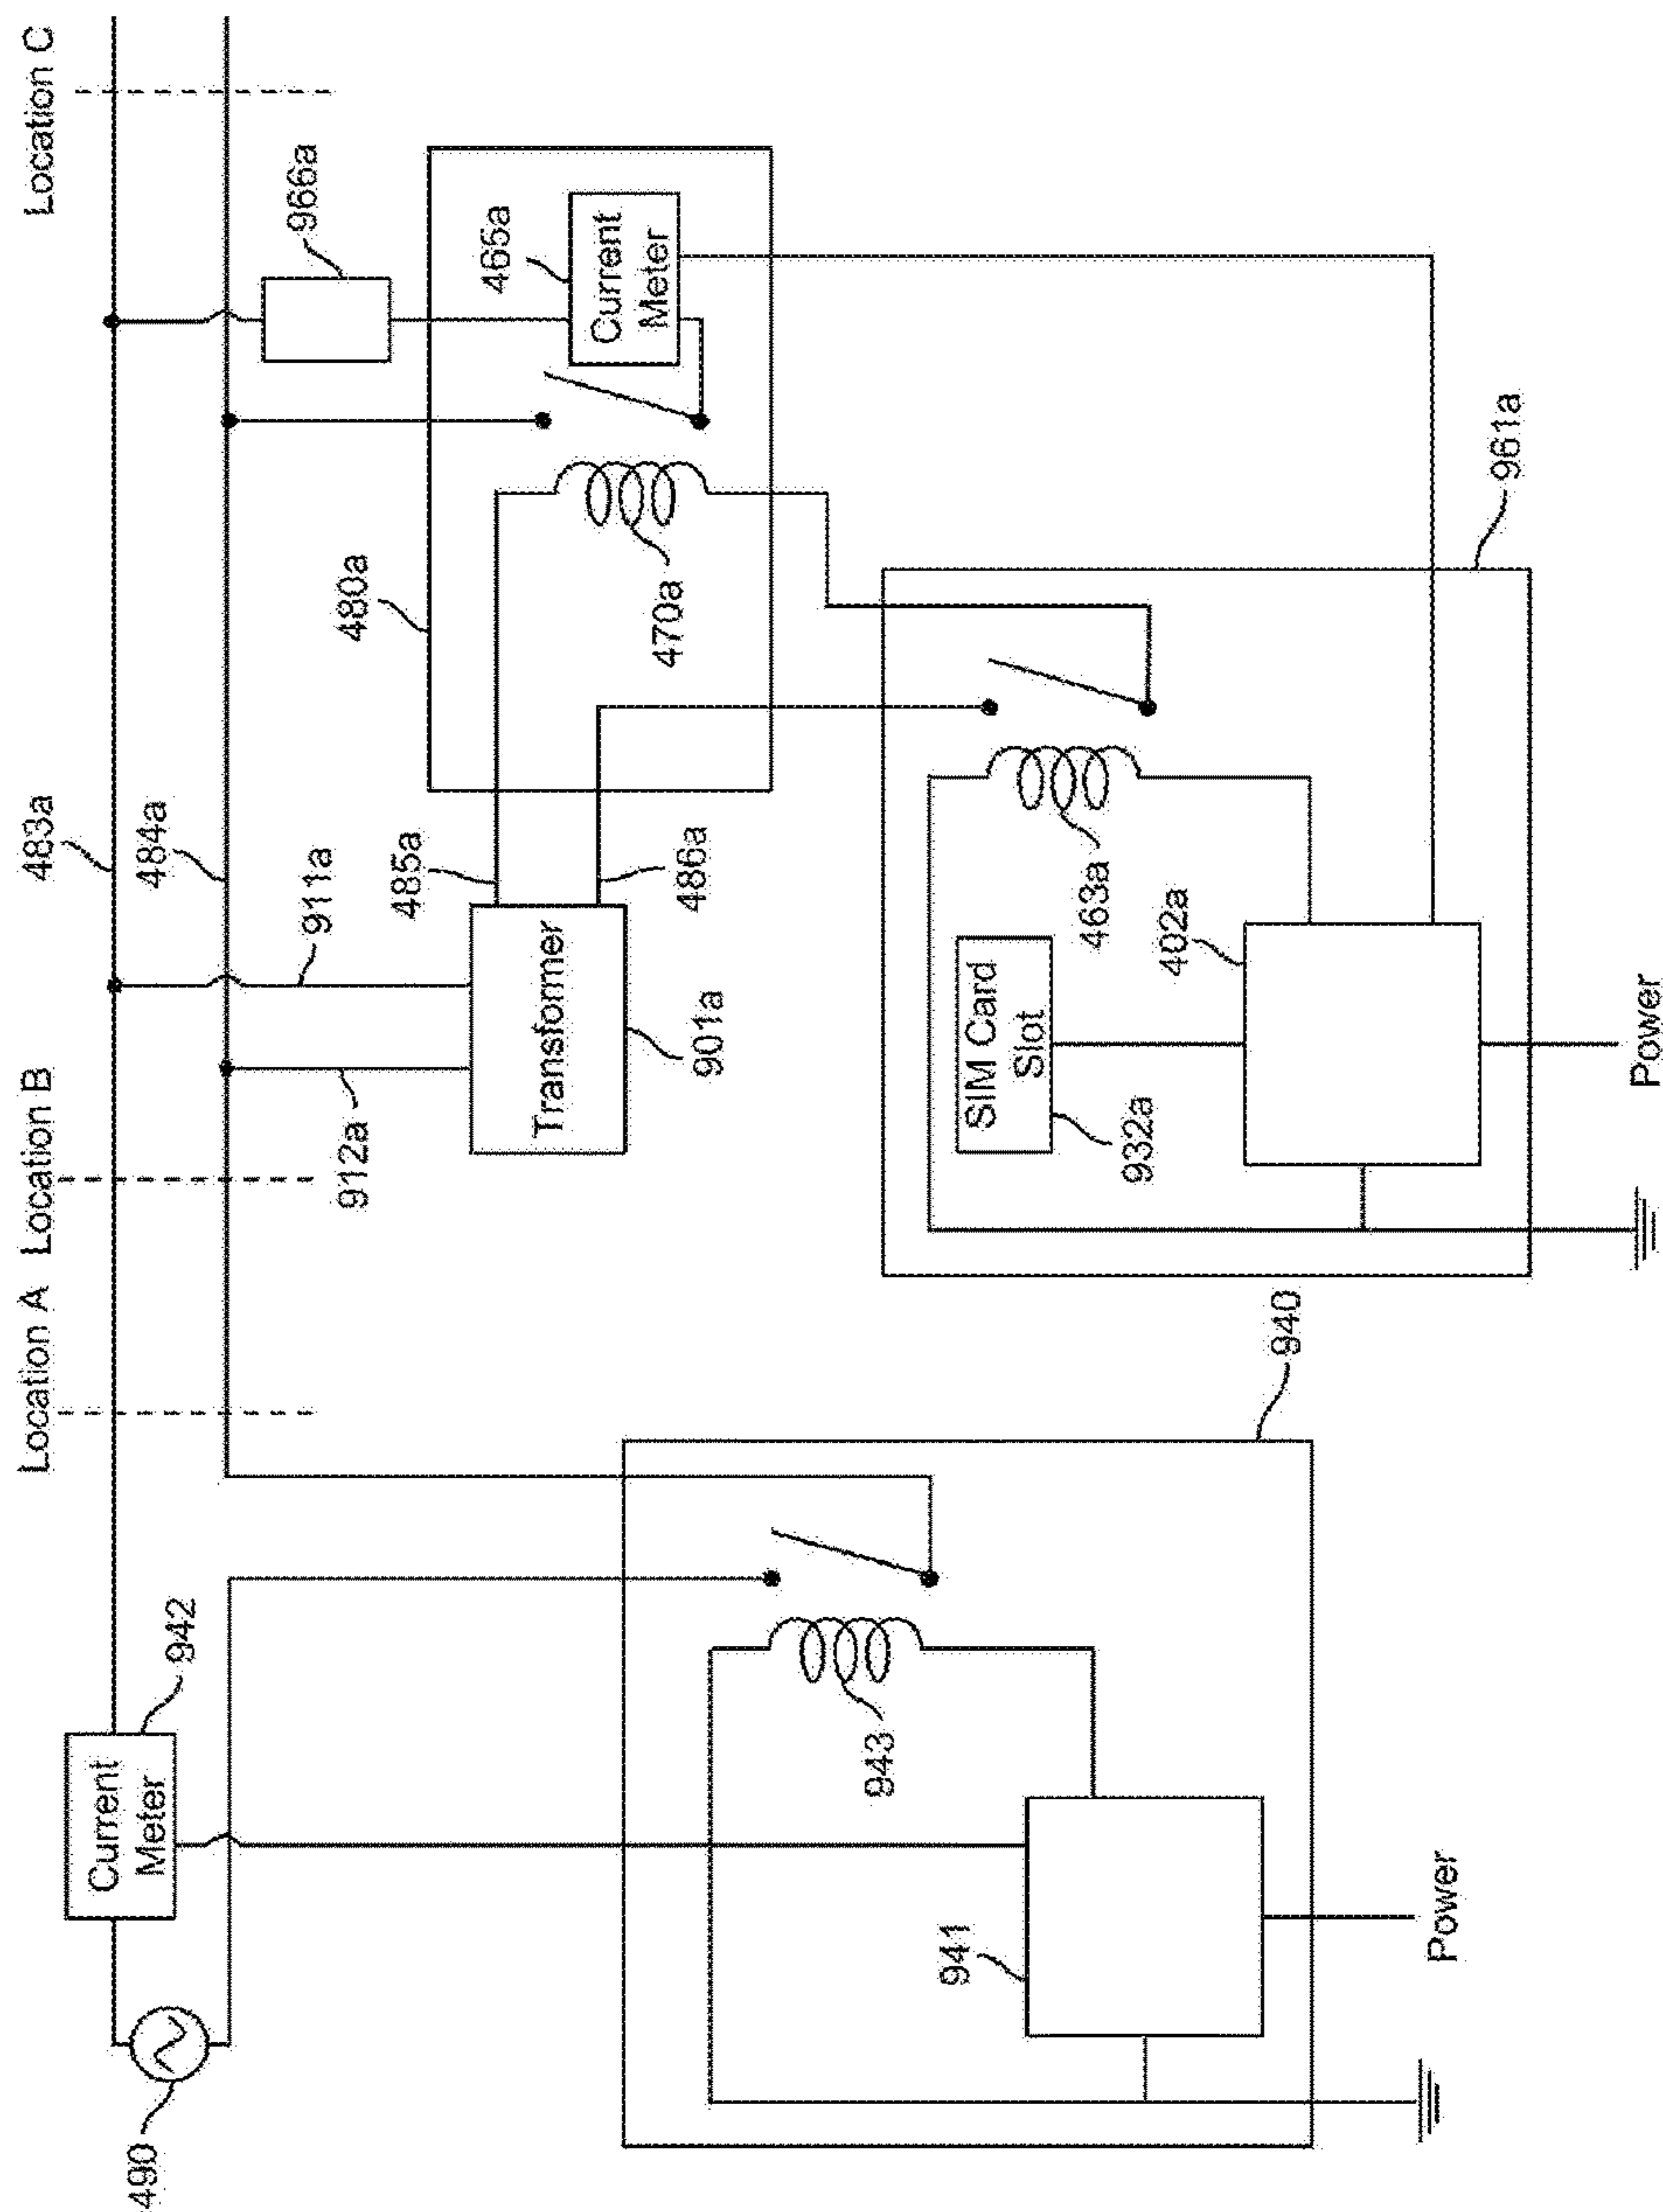 Location A
Location B
Location C
483a
484a
911a
912a
966a
480a
465a
Current
Meter
470a
485a
486a
Transformer
901a
942
Current
Meter
490
961a
463a
402a
SIM Card
Slot
932a
Power
940
943
941
Power